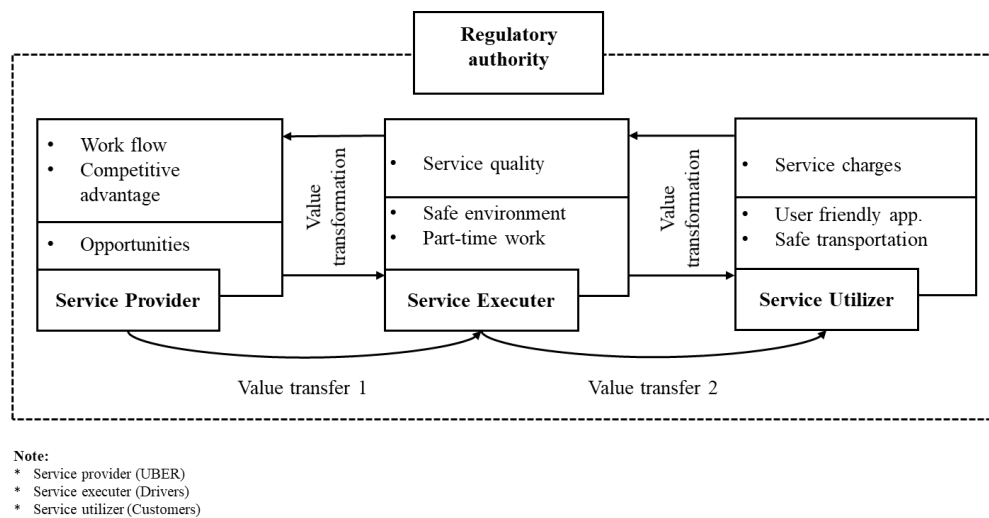 Regulatory
authority
• Work flow
• Competitive
advantage
• Opportunities
Service Provider
Value
transformation
• Service quality
• Safe environment
• Part-time work
Service Executer
Value
transformation
• Service charges
• User friendly app.
• Safe transportation
Service Utilizer
Value transfer 1
Value transfer 2
Note:
* Service provider (UBER)
* Service executer (Drivers)
* Service utilizer (Customers)